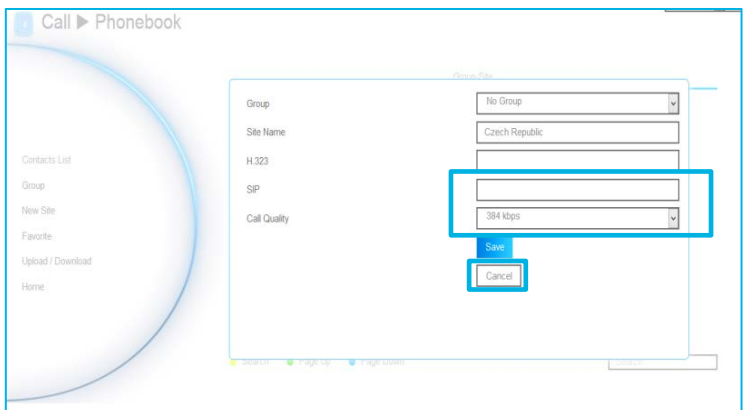 Call ▶ Phonebook
Group Site
Group
No Group
Site Name
Czech Republic
H.323
SIP
Call Quality
384 kbps
Save
Cancel
Contacts List
Group
New Site
Favorite
Upload / Download
Home
Search
Page Up
Page Down
Search